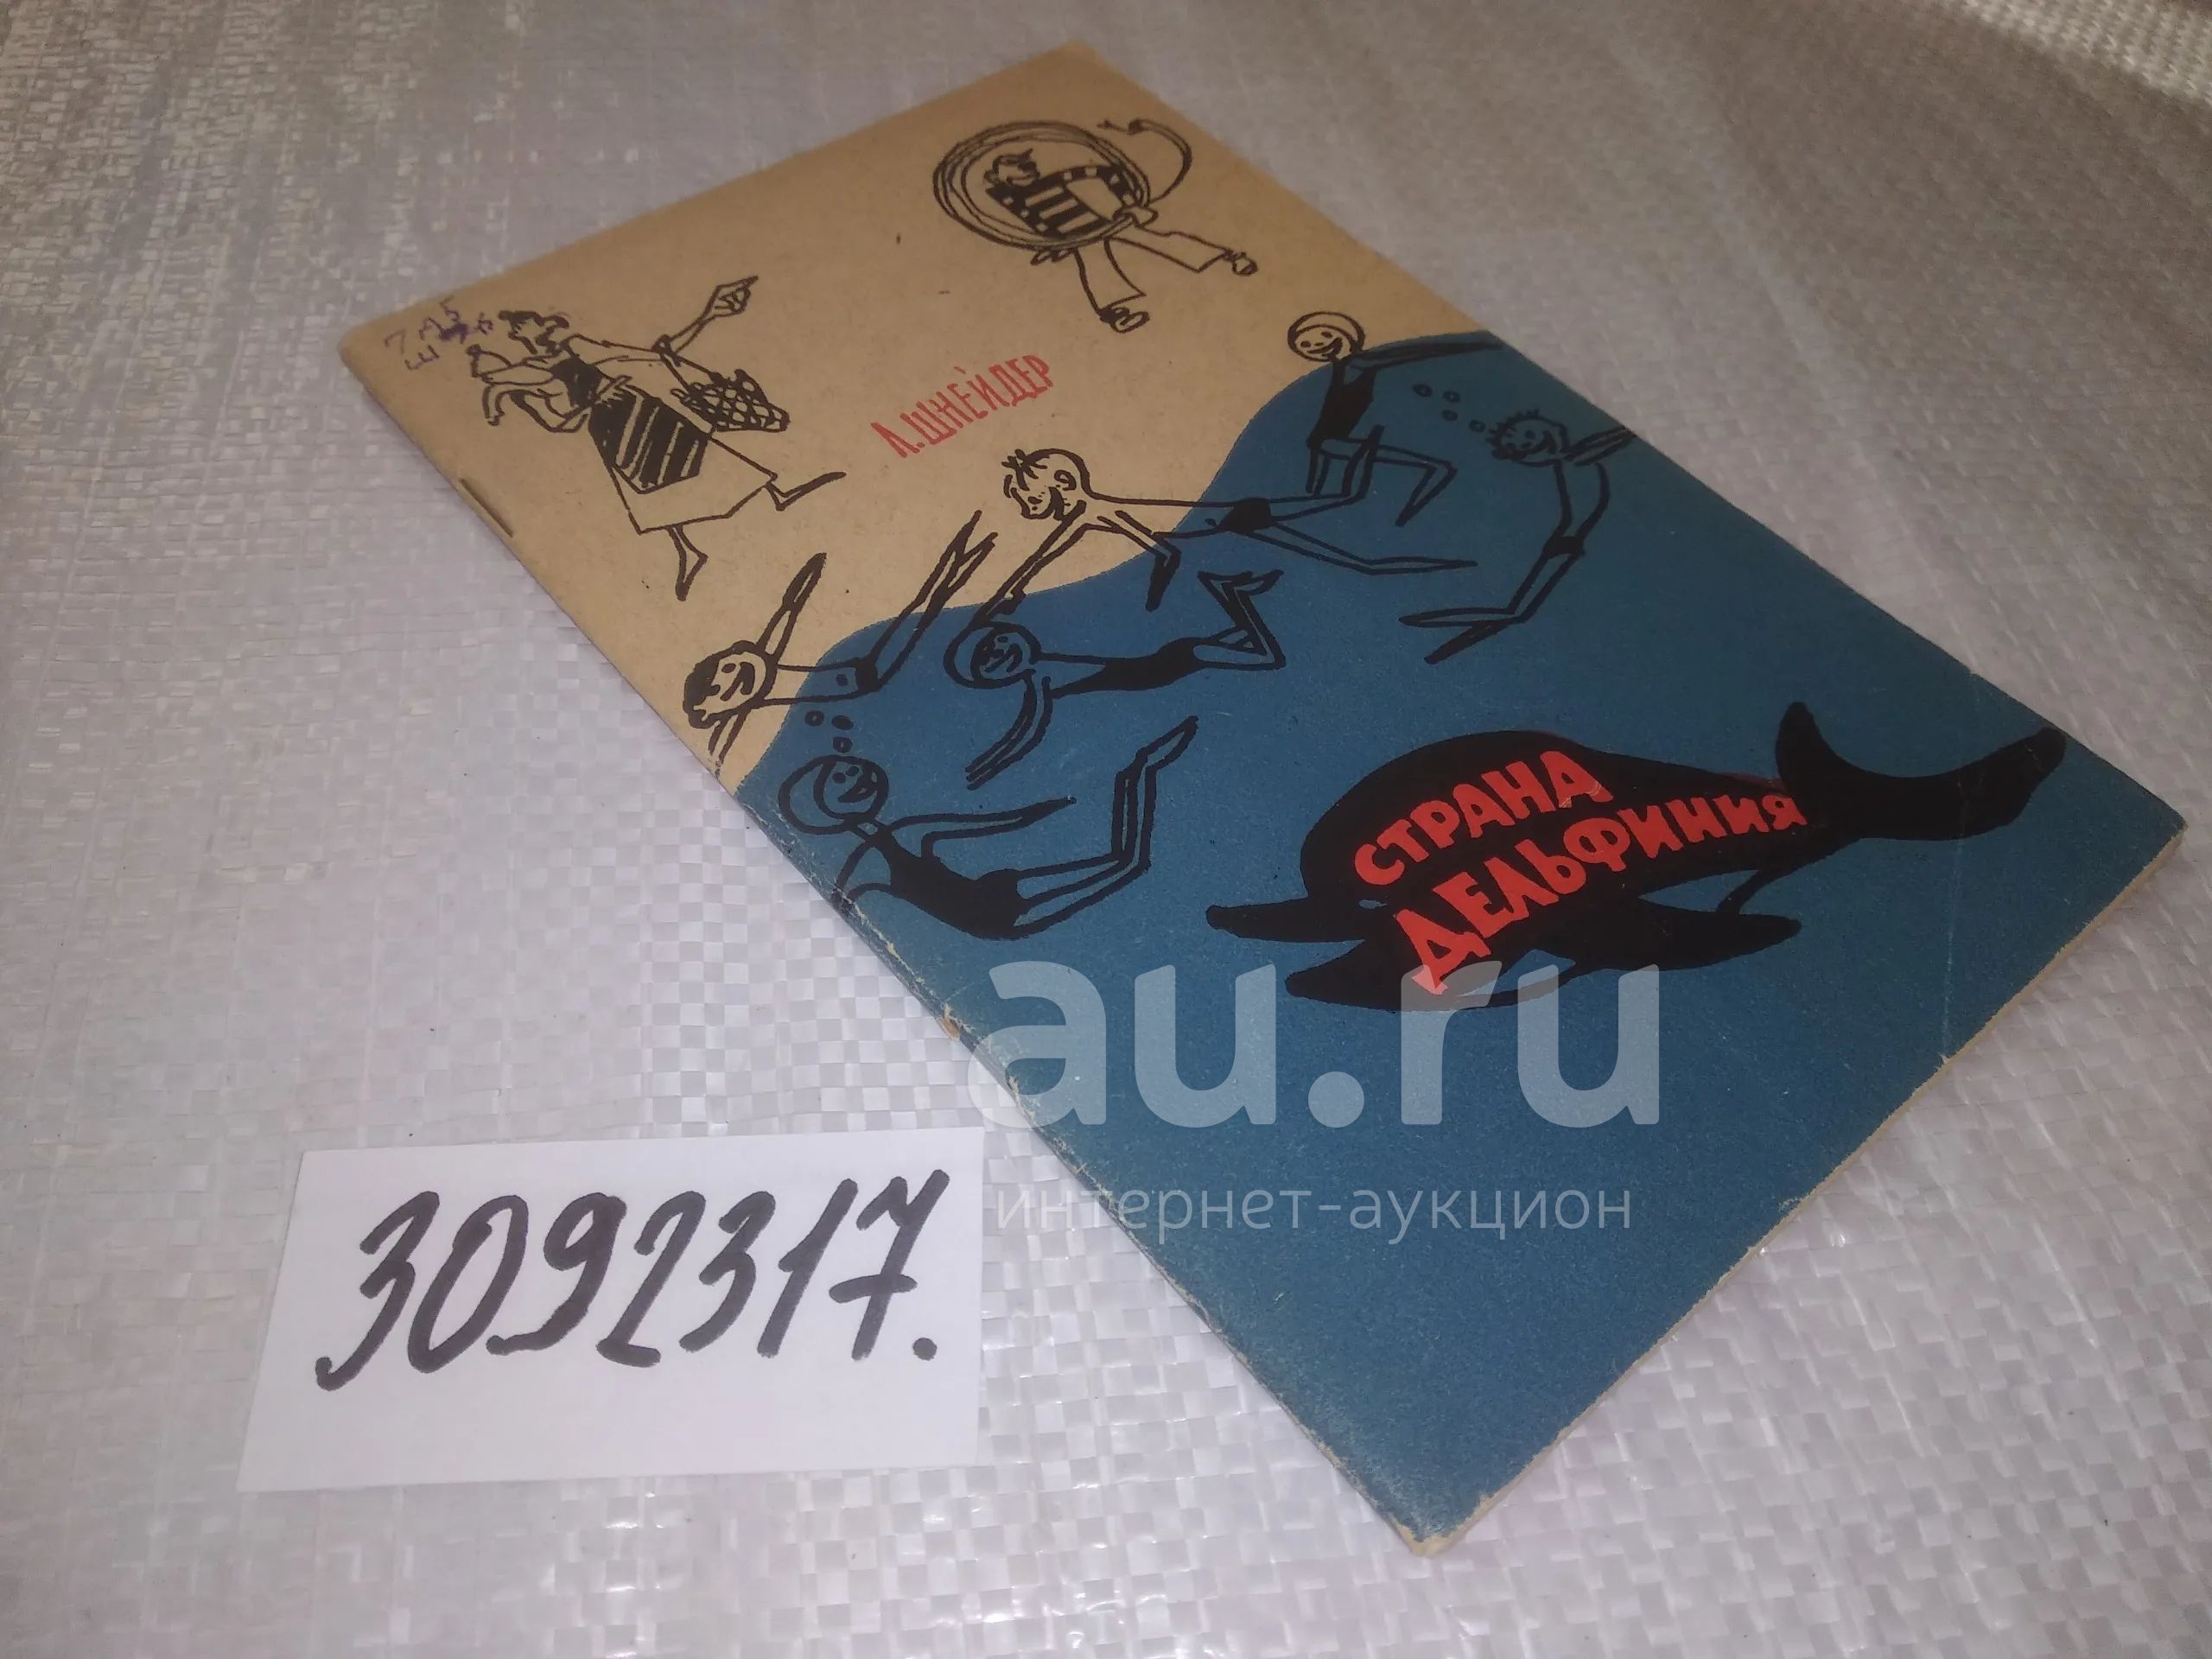 Л. ШНЕЙДЕР
СТРАНА
ДЕЛЬФИНИЯ
au.ru
интернет-аукцион
3092317.